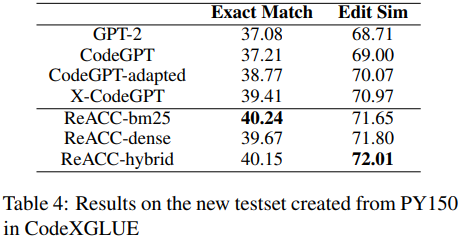 Exact Match Edit Sim
GPT-2 37.08 68.71
CodeGPT 37.21 69.00
CodeGPT-adapted 38.77 70.07
X-CodeGPT 39.41 70.97
ReACC-bm25 40.24 71.65
ReACC-dense 39.67 71.80
ReACC-hybrid 40.15 72.01
Table 4: Results on the new testset created from PY150
in CodeXGLUE